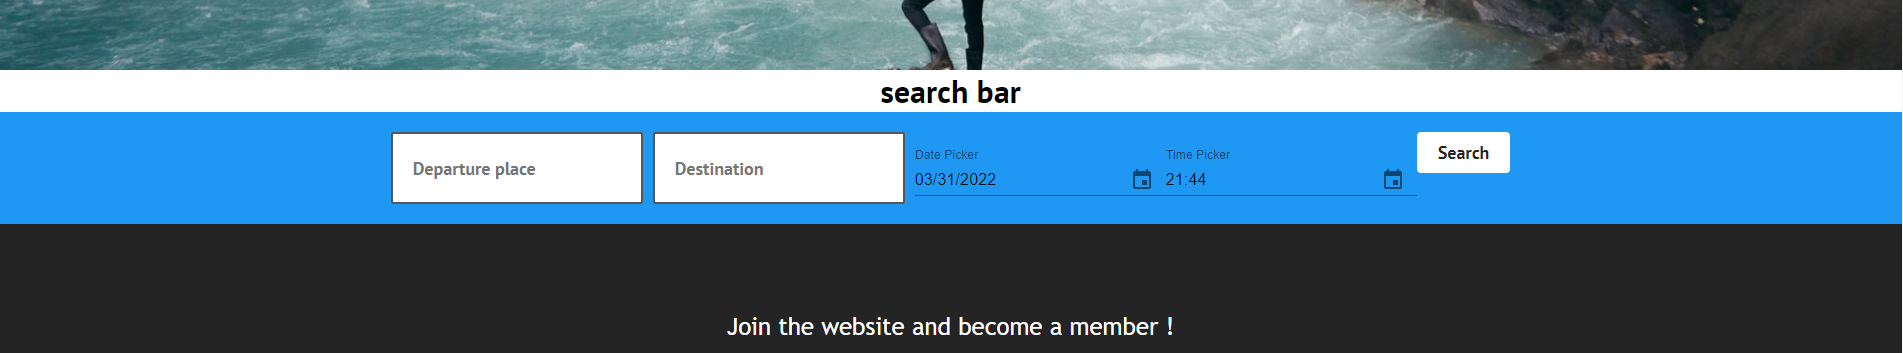 search bar
Departure place
Destination
Date Picker
03/31/2022
Time Picker
21:44
Search
Join the website and become a member !